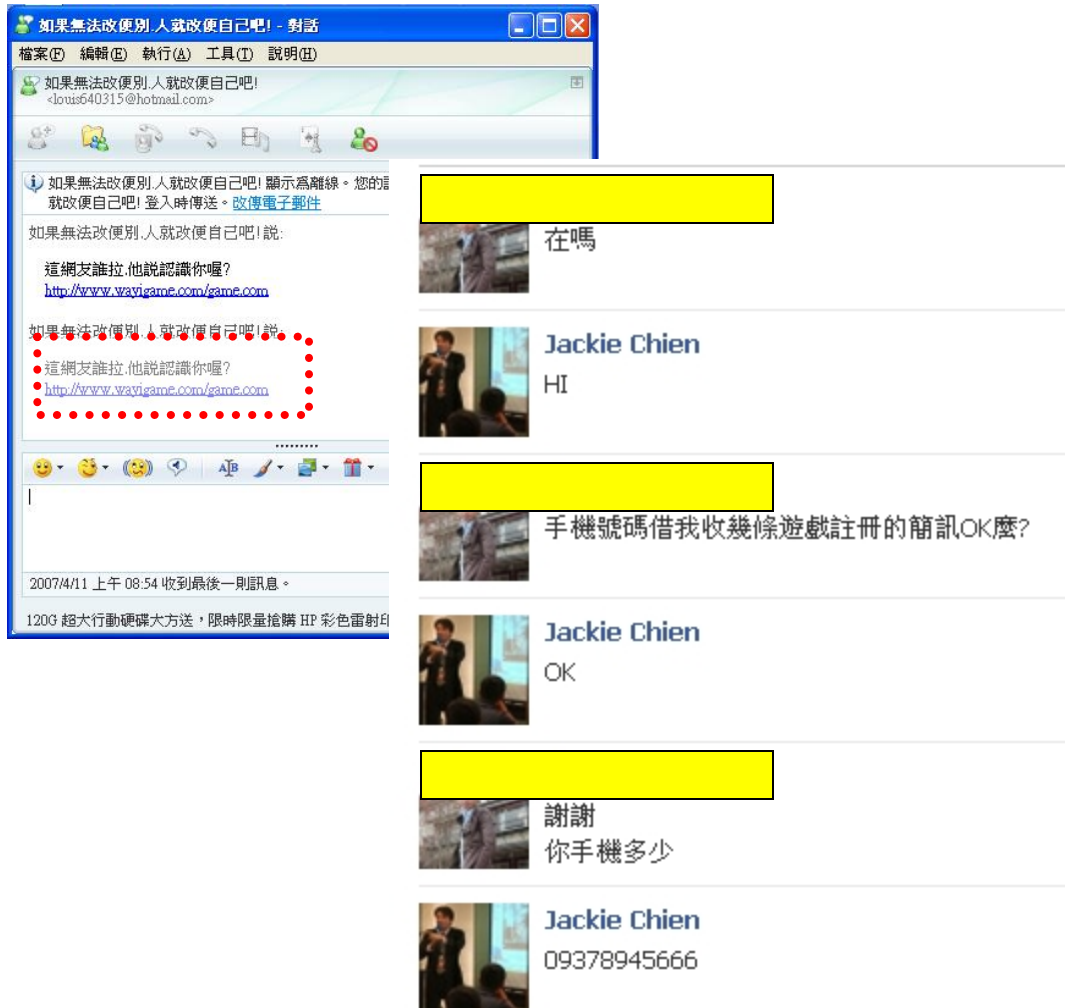 如果無法改便別.人就改便自己吧! - 對話
檔案(F) 編輯(E) 執行(A) 工具(T) 說明(H)
如果無法改便別.人就改便自己吧!
<louis640315@hotmail.com>
如果無法改便別.人就改便自己吧! 顯示為離線。您的
就改便自己吧! 登入時傳送。改傳電子郵件
如果無法改便別.人就改便自己吧!說:
這網友誰拉.他說認識你喔?
http://www.wayigame.com/game.com
如果無法改便別.人就改便自己吧!說:
這網友誰拉.他說認識你喔?
http://www.wayigame.com/game.com
2007/4/11 上午 08:54 收到最後一則訊息。
120G 超大行動硬碟大方送，限時限量搶購 HP 彩色雷射印
在嗎
Jackie Chien
HI
手機號碼借我收幾條遊戲註冊的簡訊OK麼?
Jackie Chien
OK
謝謝
你手機多少
Jackie Chien
09378945666